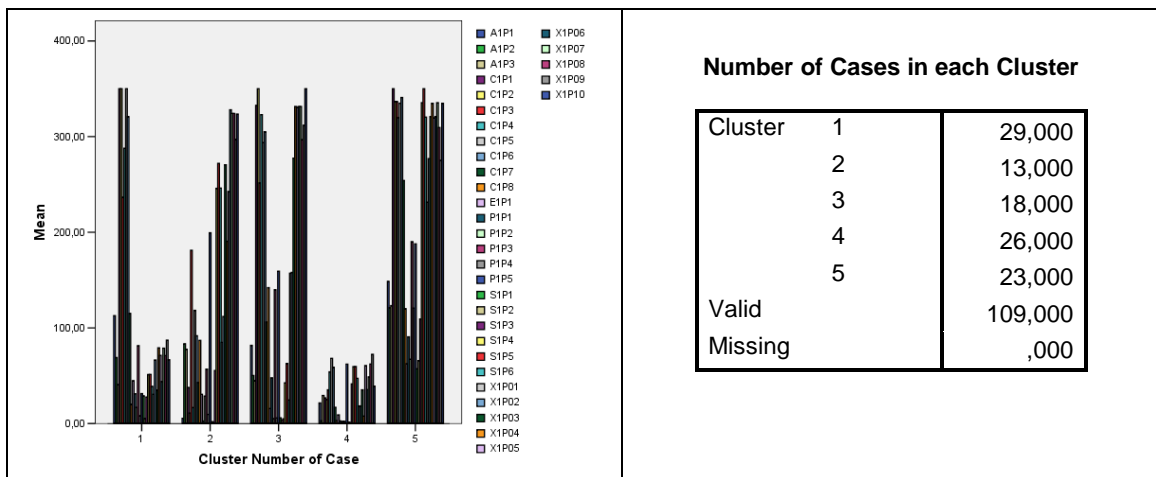 400,00
300,00
200,00
100,00
0,00
Mean
1
2
3
4
5
Cluster Number of Case
A1P1
A1P2
A1P3
C1P1
C1P2
C1P3
C1P4
C1P5
C1P6
C1P7
C1P8
E1P1
P1P1
P1P2
P1P3
P1P4
P1P5
S1P1
S1P2
S1P3
S1P4
S1P5
S1P6
X1P01
X1P02
X1P03
X1P04
X1P05
X1P06
X1P07
X1P08
X1P09
X1P10
Number of Cases in each Cluster
Cluster 1 29,000
2 13,000
3 18,000
4 26,000
5 23,000
Valid 109,000
Missing ,000